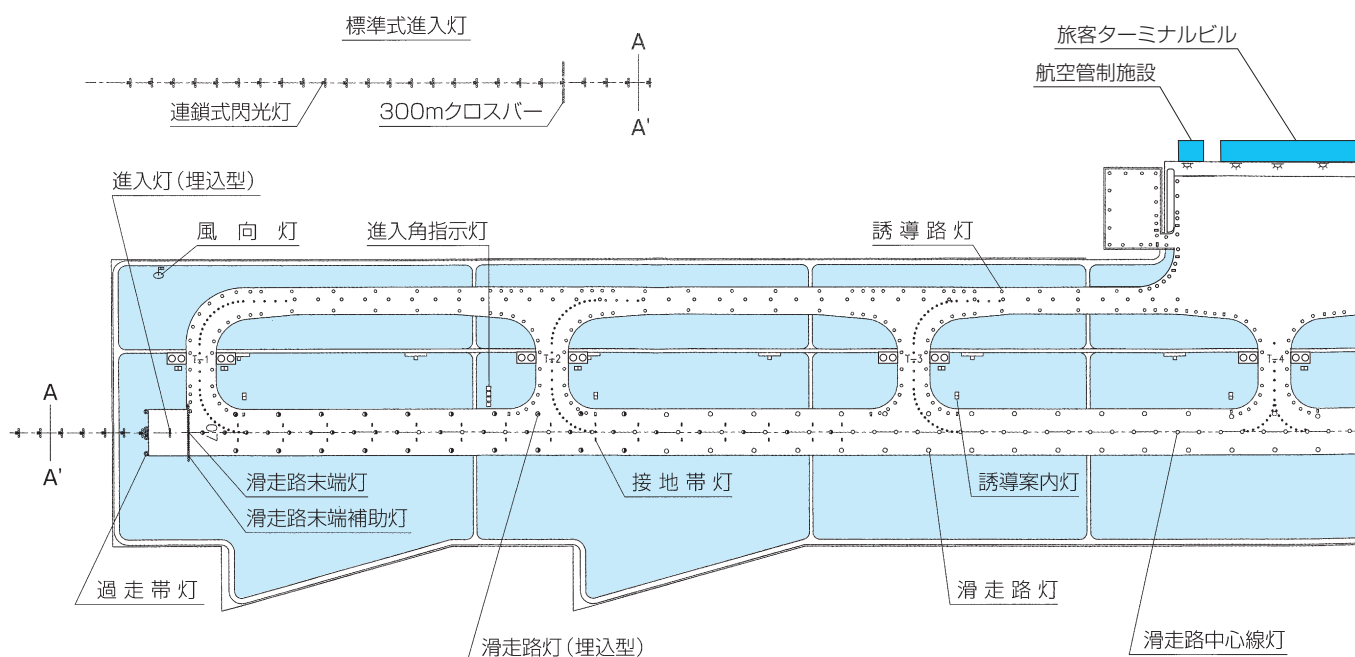 標準式進入灯
A
旅客ターミナルビル
航空管制施設
連鎖式閃光灯
300mクロスバー
A'
進入灯(埋込型)
風向灯
進入角指示灯
誘導路灯
T-1
T-2
T-3
T-4
A
07
A'
滑走路末端灯
接地帯灯
誘導案内灯
滑走路末端補助灯
過走帯灯
滑走路灯
滑走路灯(埋込型)
滑走路中心線灯